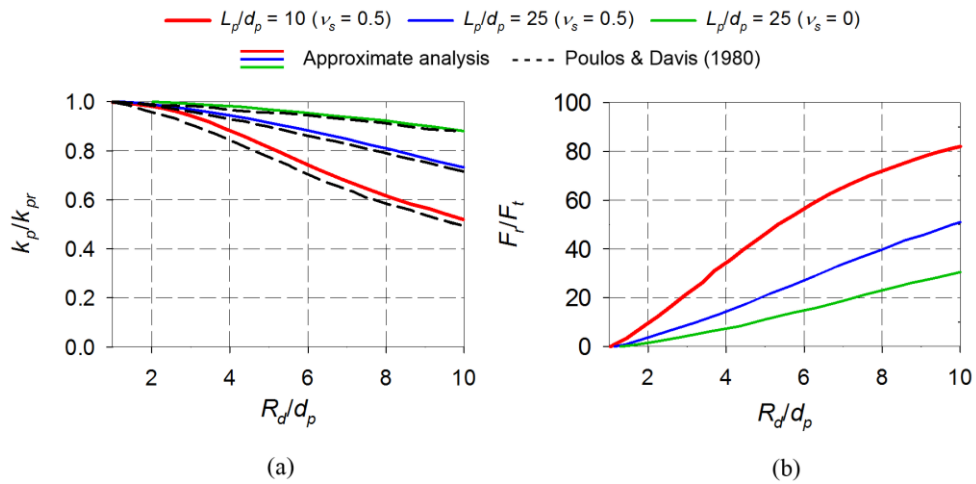 Lp/dp = 10 (νs = 0.5) Lp/dp = 25 (νs = 0.5) Lp/dp = 25 (νs = 0)
Approximate analysis Poulos & Davis (1980)
kp/kpr
1.0
0.8
0.6
0.4
0.2
0.0
2 4 6 8 10
Rd/dp
(a)
Fr/Ft
100
80
60
40
20
0
2 4 6 8 10
Rd/dp
(b)